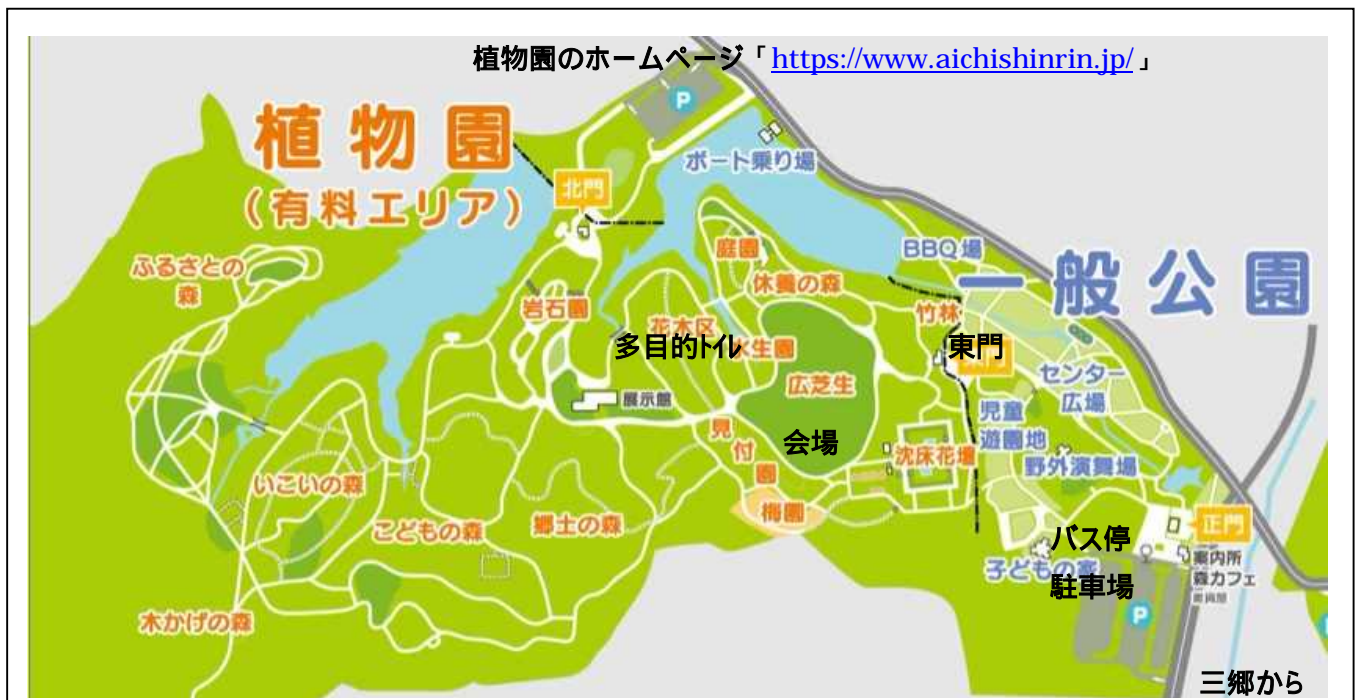 植物園のホームページ「https://www.aichishinrin.jp/」
P
植物園
ボート乗り場
北門
(有料エリア)
庭園
BBQ場
一般公園
ふるさとの
森
休養の森
岩石園
花木区
竹林
多目的トイル
水生園
東門
広芝生
センター
広場
展示館
児童
遊園地
見
付
園
会場
沈床花壇
野外演舞場
いこいの森
梅園
こどもの森
郷土の森
正門
バス停
案内所
森カフェ
子どもの家
駐車場
P
木かげの森
三郷から